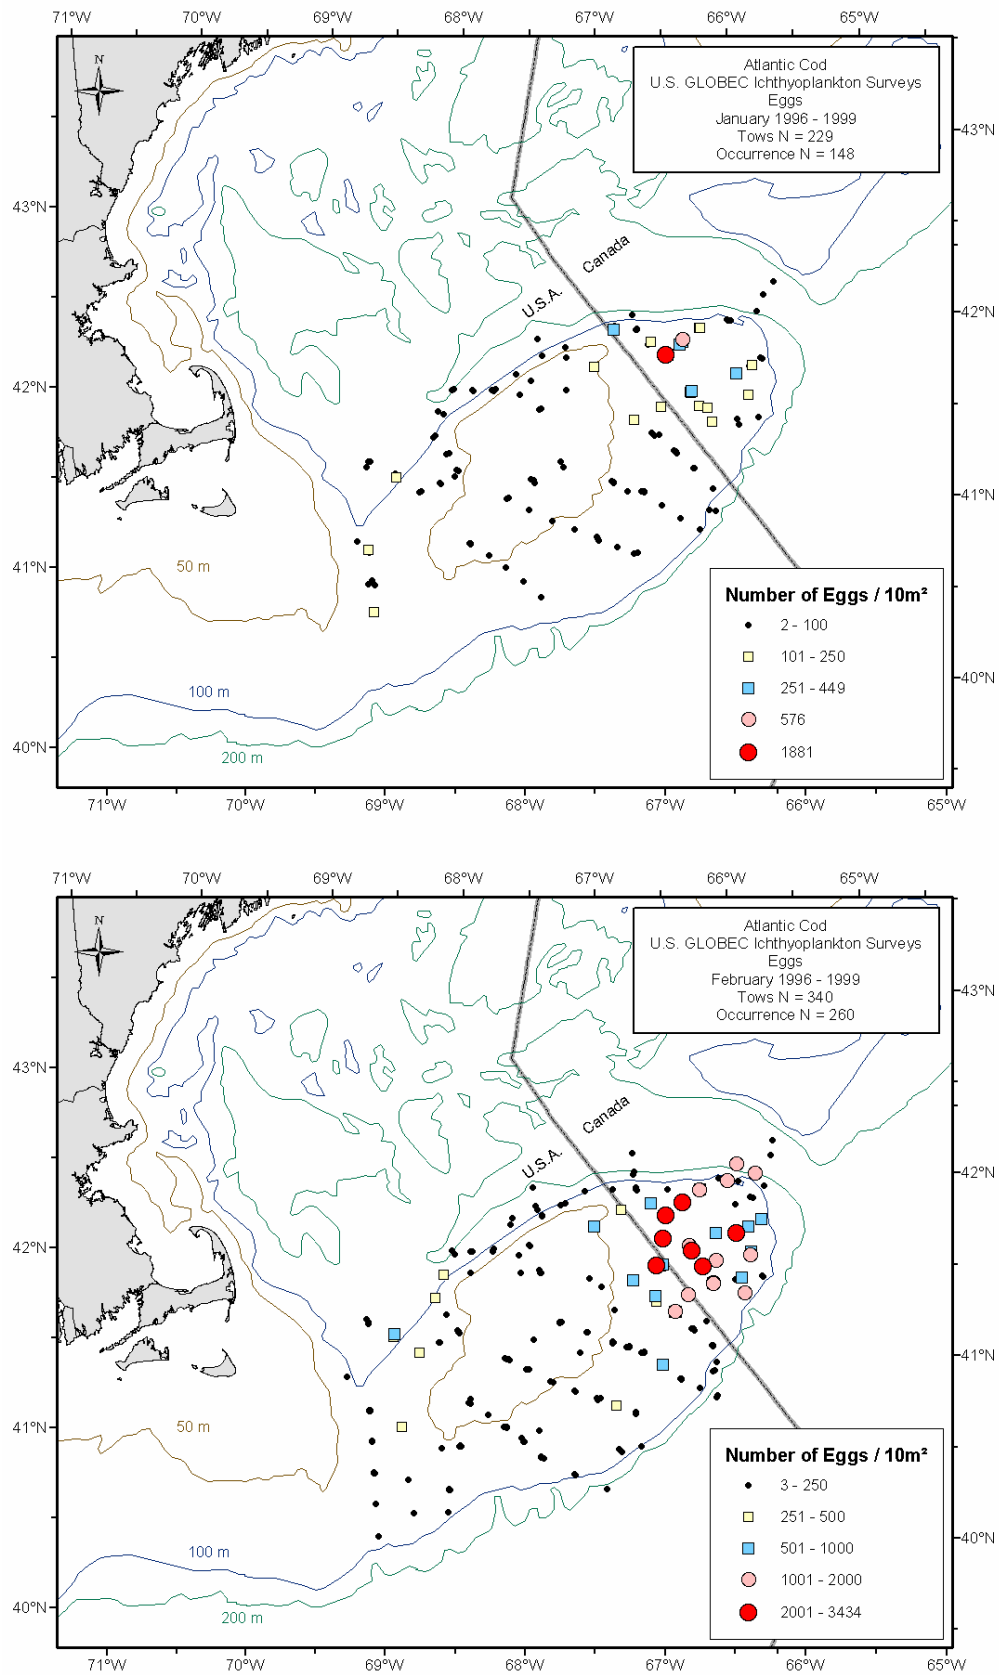 71°W 70°W 69°W 68°W 67°W 66°W 65°W
N
Atlantic Cod
U.S. GLOBEC Ichthyoplankton Surveys
Eggs
January 1996 - 1999
Tows N = 229
Occurrence N = 148
43°N
43°N
Canada
U.S.A.
42°N
42°N
41°N
41°N
50 m
Number of Eggs / 10m²
2 - 100
101 - 250
251 - 449
576
1881
40°N
100 m
40°N
200 m
71°W 70°W 69°W 68°W 67°W 66°W 65°W
71°W 70°W 69°W 68°W 67°W 66°W 65°W
N
Atlantic Cod
U.S. GLOBEC Ichthyoplankton Surveys
Eggs
February 1996 - 1999
Tows N = 340
Occurrence N = 260
43°N
43°N
Canada
U.S.A.
42°N
42°N
41°N
41°N
50 m
Number of Eggs / 10m²
3 - 250
251 - 500
501 - 1000
1001 - 2000
2001 - 3434
40°N
100 m
40°N
200 m
71°W 70°W 69°W 68°W 67°W 66°W 65°W